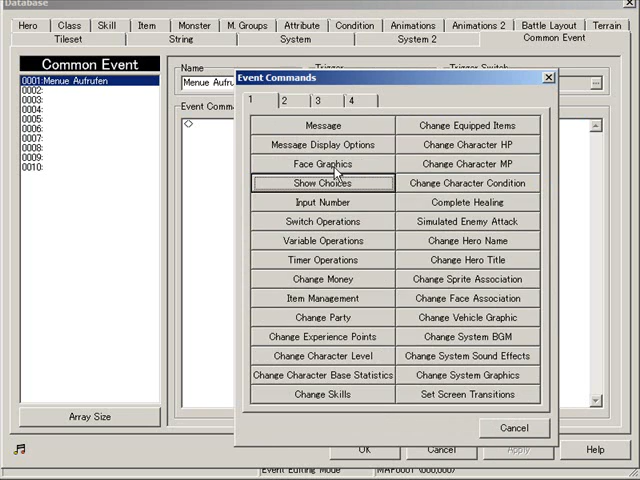 Database
Hero Class Skill Item Monster M. Groups Attribute Condition Animations Animations 2 Battle Layout Terrain
Tileset String System System 2 Common Event
Common Event
0001:Menue Aufrufen
0002:
0003:
0004:
0005:
0006:
0007:
0008:
0009:
0010:
Array Size
Name Trigger Trigger Switch
Menue Aufru
Event Comma
Event Commands
1 2 3 4
Message Change Equipped Items
Message Display Options Change Character HP
Face Graphics Change Character MP
Show Choices Change Character Condition
Input Number Complete Healing
Switch Operations Simulated Enemy Attack
Variable Operations Change Hero Name
Timer Operations Change Hero Title
Change Money Change Sprite Association
Item Management Change Face Association
Change Party Change Vehicle Graphic
Change Experience Points Change System BGM
Change Character Level Change System Sound Effects
Change Character Base Statistics Change System Graphics
Change Skills Set Screen Transitions
Cancel
OK Cancel Apply Help
Event Editing Mode MAP0001 (000,000)